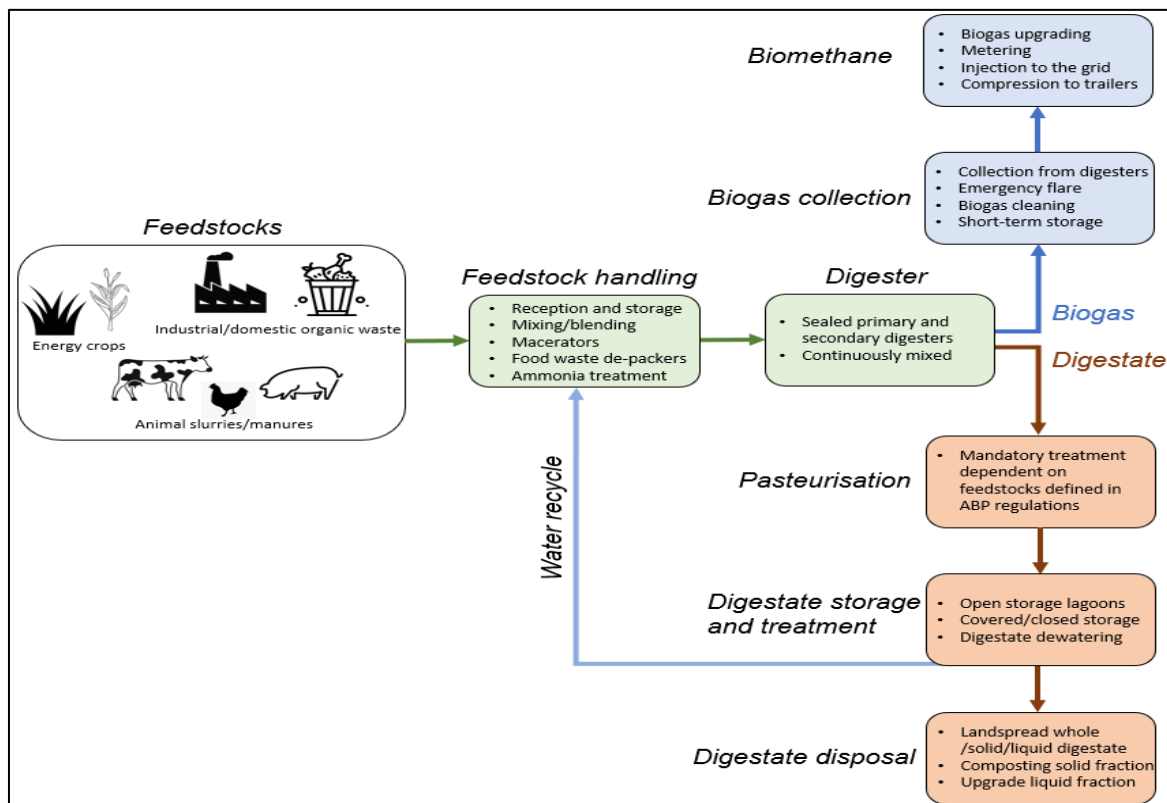 Feedstocks
Energy crops
Industrial/domestic organic waste
Animal slurries/manures
Feedstock handling
• Reception and storage
• Mixing/blending
• Macerators
• Food waste de-packers
• Ammonia treatment
Digester
• Sealed primary and
secondary digesters
• Continuously mixed
Biomethane
• Biogas upgrading
• Metering
• Injection to the grid
• Compression to trailers
Biogas collection
• Collection from digesters
• Emergency flare
• Biogas cleaning
• Short-term storage
Biogas
Digestate
Pasteurisation
• Mandatory treatment
dependent on
feedstocks defined in
ABP regulations
Water recycle
Digestate storage
and treatment
• Open storage lagoons
• Covered/closed storage
• Digestate dewatering
Digestate disposal
• Landspread whole
/solid/liquid digestate
• Composting solid fraction
• Upgrade liquid fraction